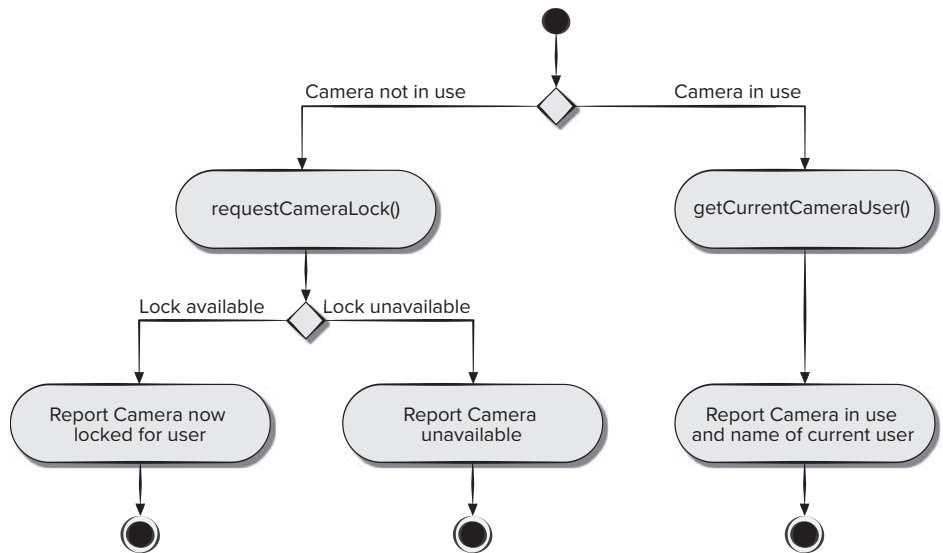 Camera not in use
Camera in use
requestCameraLock()
getCurrentCameraUser()
Lock available
Lock unavailable
Report Camera now
locked for user
Report Camera
unavailable
Report Camera in use
and name of current user